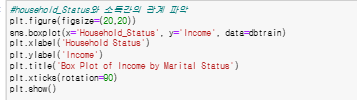 #household_Status와 소득간의 관계 파악
plt.figure(figsize=(20,20))
sns.boxplot(x='Household_Status', y='Income', data=dbtrain)
plt.xlabel('Household Status')
plt.ylabel('Income')
plt.title('Box Plot of Income by Marital Status')
plt.xticks(rotation=90)
plt.show()